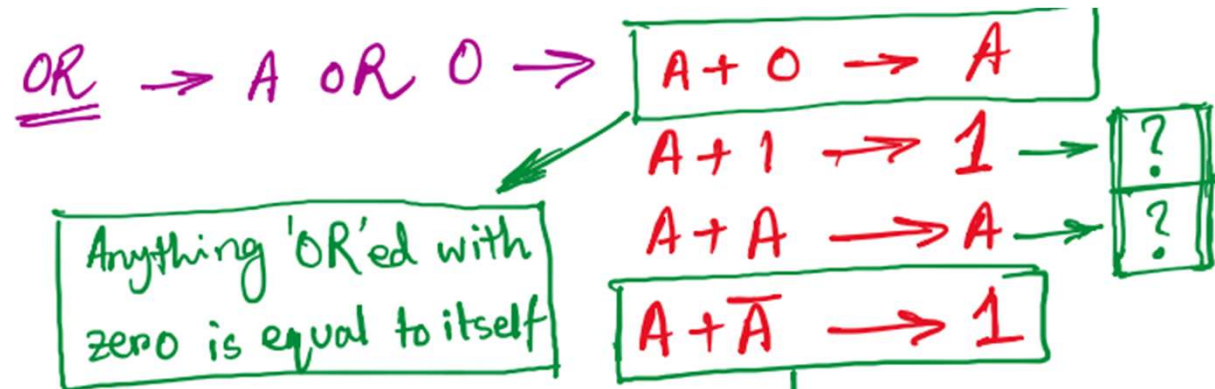 OR → A OR 0 → A + 0 → A
A + 1 → 1 → ?
A + A → A → ?
Anything 'OR'ed with
zero is equal to itself
A + A̅ → 1